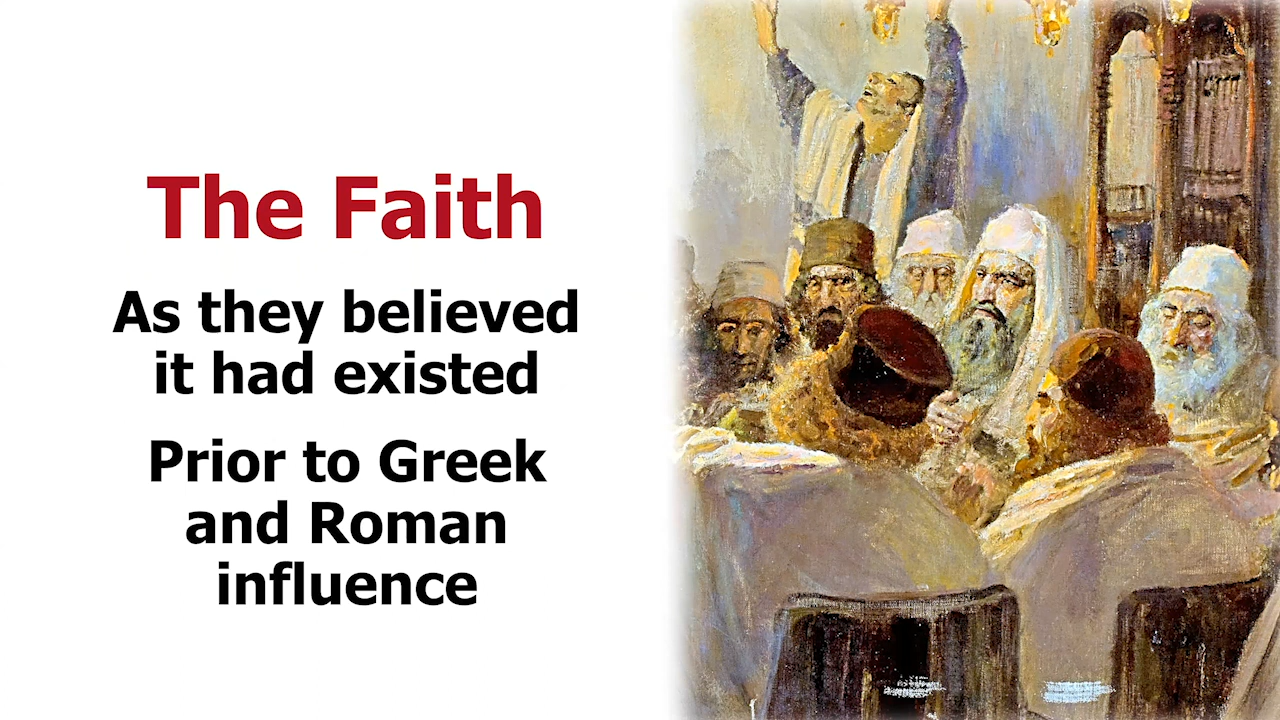 The Faith
As they believed
it had existed
Prior to Greek
and Roman
influence